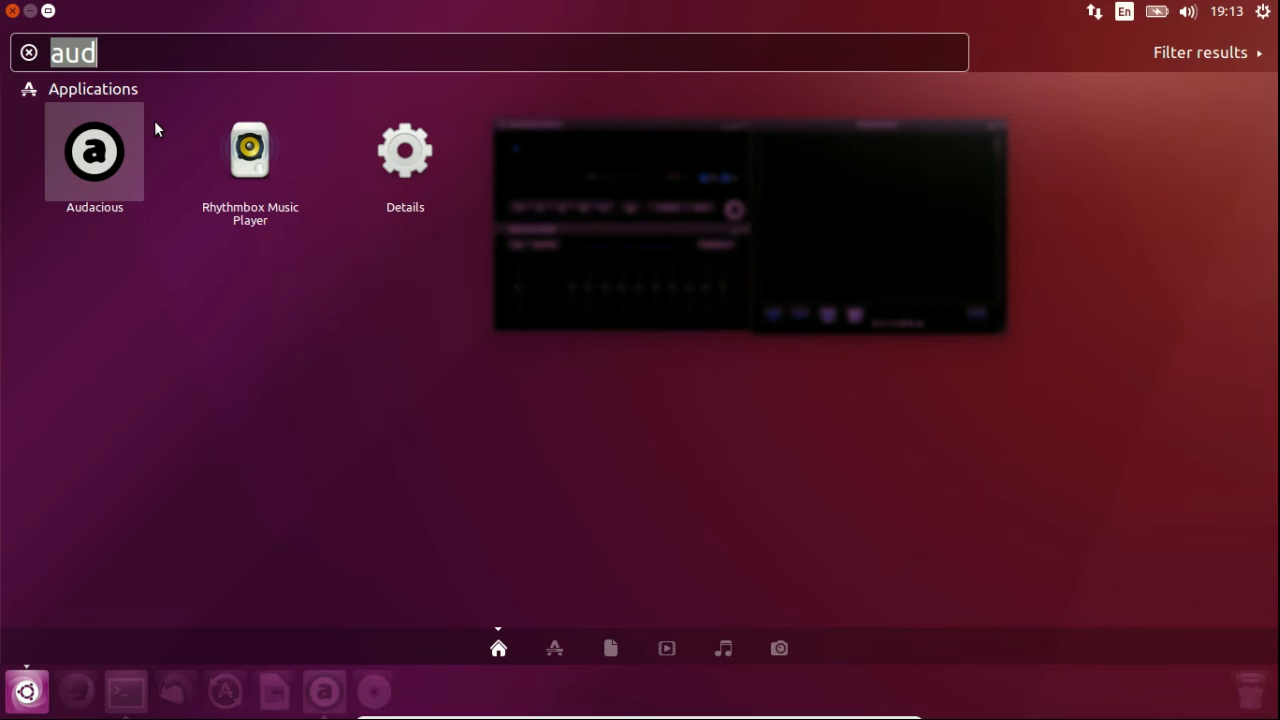 En
19:13
aud
Filter results
Applications
a
Audacious
Rhythmbox Music
Player
Details
>_
a